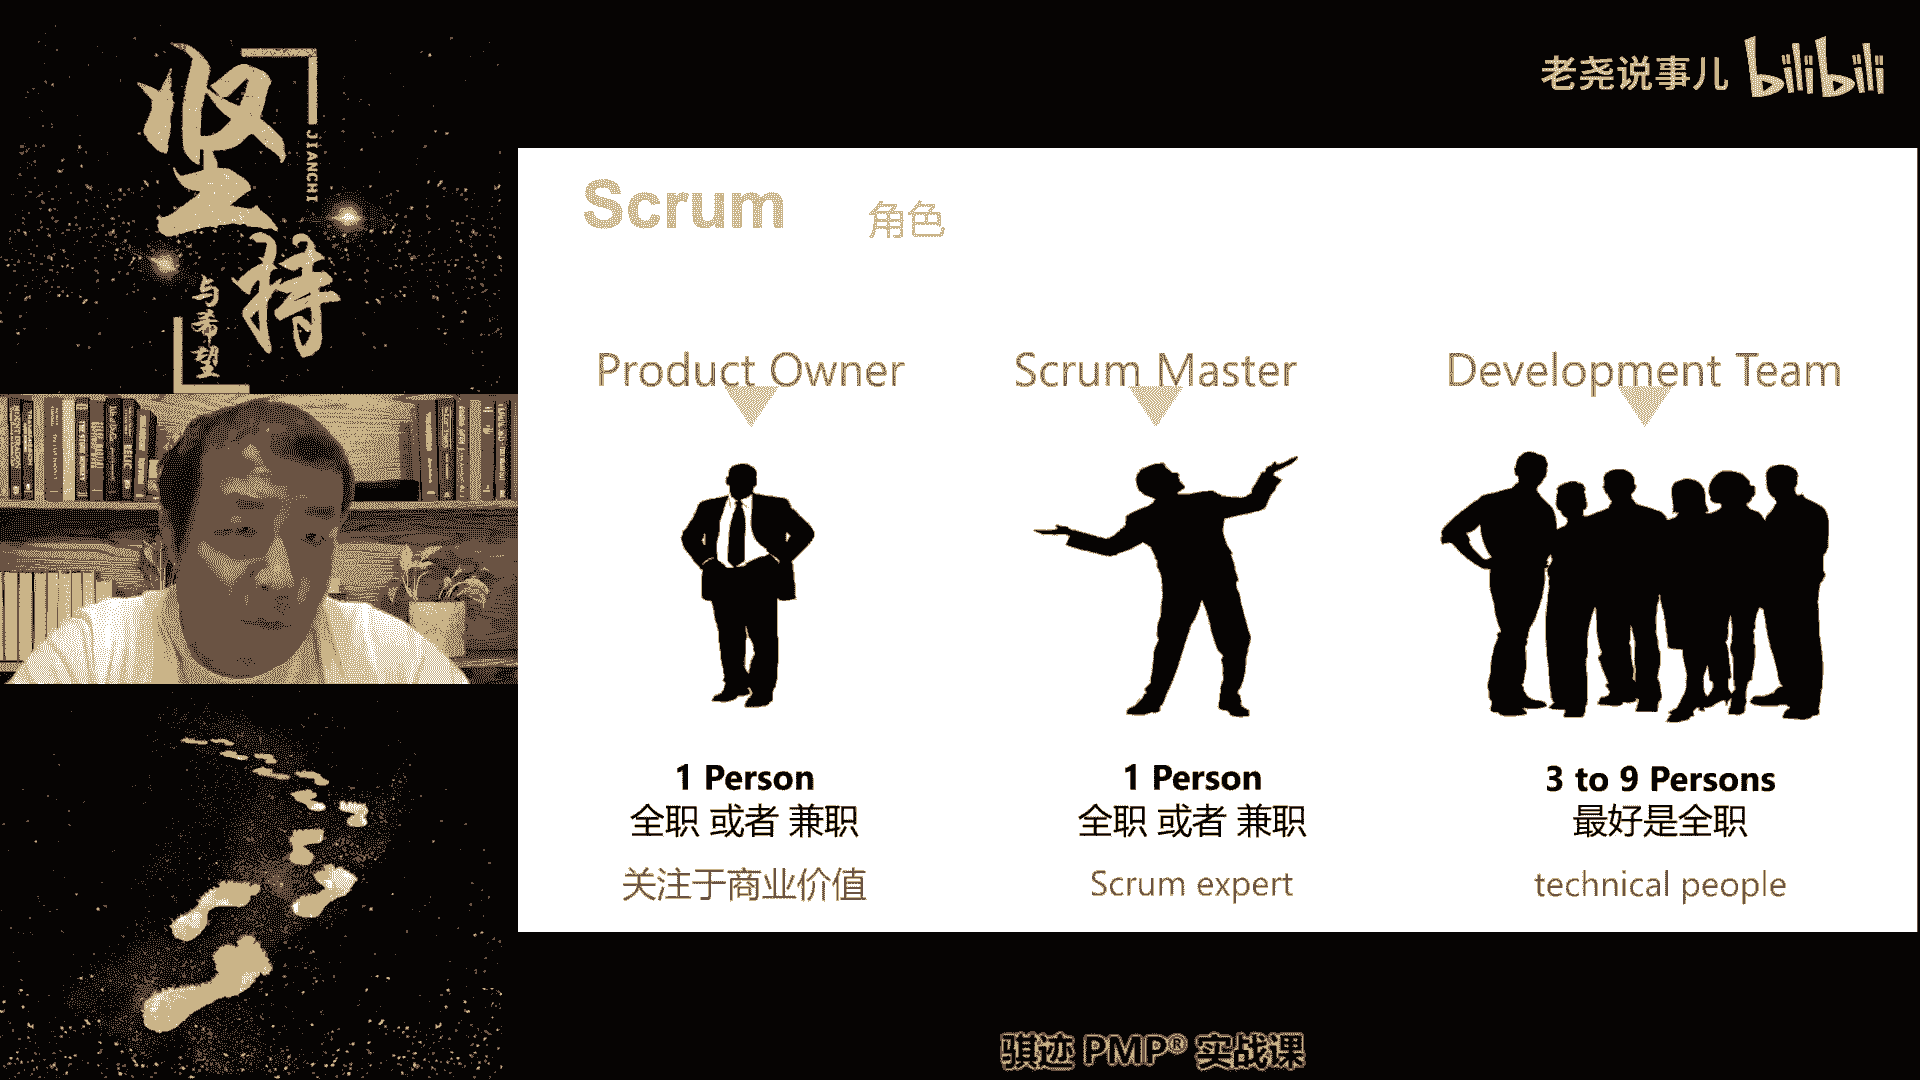 坚持
JIANCHI
与希望
老尧说事儿 bilibili
Scrum 角色
Product Owner
Scrum Master
Development Team
1 Person
全职 或者 兼职
关注于商业价值
1 Person
全职 或者 兼职
Scrum expert
3 to 9 Persons
最好是全职
technical people
骐迹 PMP® 实战课